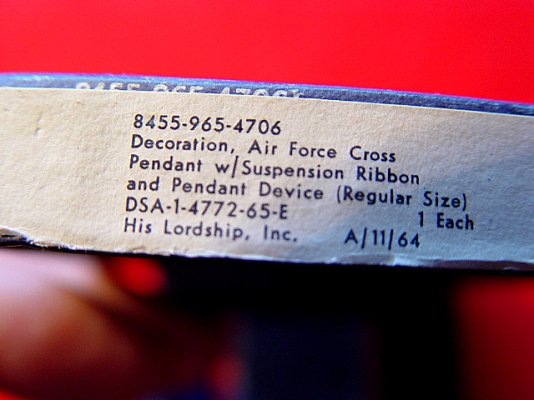 8455-965-4706
Decoration, Air Force Cross
Pendant w/Suspension Ribbon
and Pendant Device (Regular Size)
DSA-1-4772-65-E 1 Each
His Lordship, Inc. A/11/64